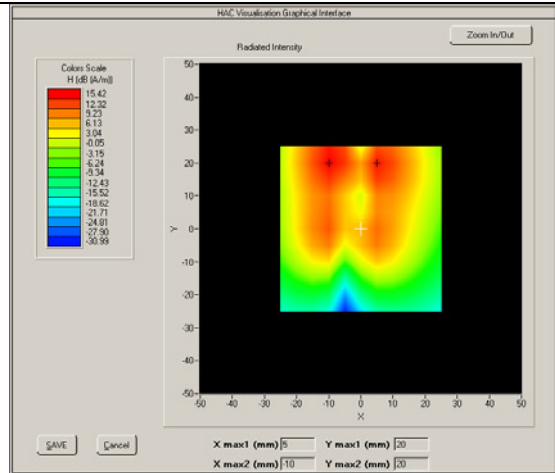 HAC Visualisation Graphical Interface
Zoom In/Out
Radiated Intensity
Colors Scale
H (dB (A/m))
15.42
12.32
9.23
6.13
3.04
-0.05
-3.15
-6.24
-9.34
-12.43
-15.52
-18.62
-21.71
-24.81
-27.90
-30.99
50
40
30
20
10
0
-10
-20
-30
-40
-50
Y
-50 -40 -30 -20 -10 0 10 20 30 40 50
X
SAVE
Cancel
X max1 (mm) 5 Y max1 (mm) 20
X max2 (mm) -10 Y max2 (mm) 20